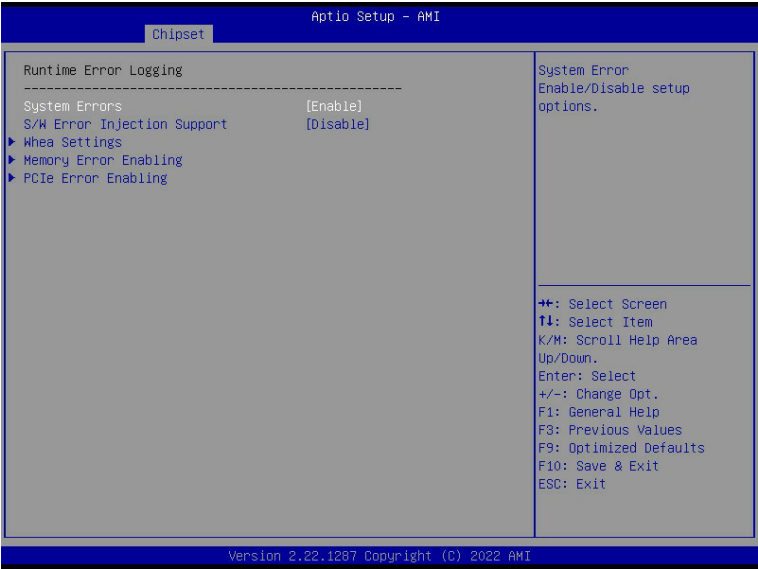 Aptio Setup – AMI
Chipset
Runtime Error Logging
--------------------------------------------------
System Errors [Enable]
S/W Error Injection Support [Disable]
Whea Settings
Memory Error Enabling
PCIe Error Enabling
System Error
Enable/Disable setup
options.
→←: Select Screen
↑↓: Select Item
K/M: Scroll Help Area
Up/Down.
Enter: Select
+/-: Change Opt.
F1: General Help
F3: Previous Values
F9: Optimized Defaults
F10: Save & Exit
ESC: Exit
Version 2.22.1287 Copyright (C) 2022 AMI